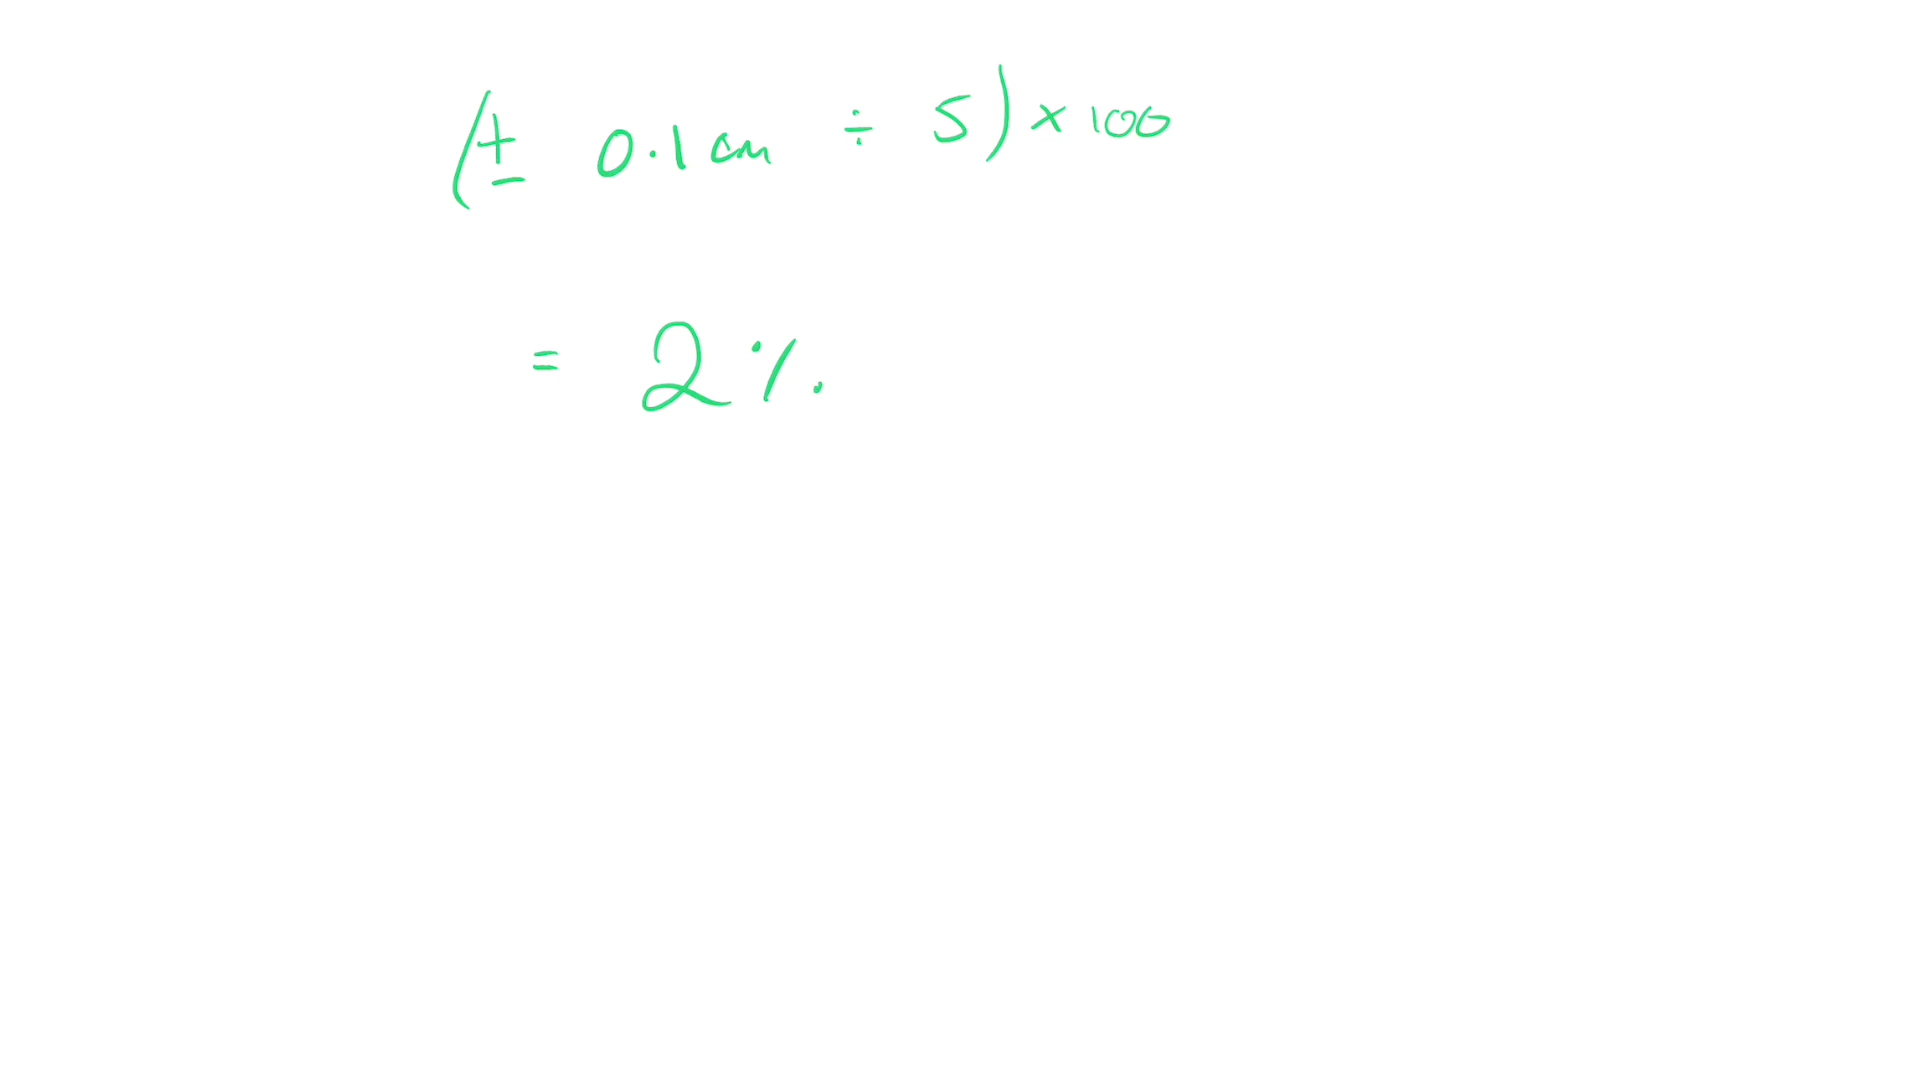 (± 0.1cm ÷ 5) × 100
= 2%